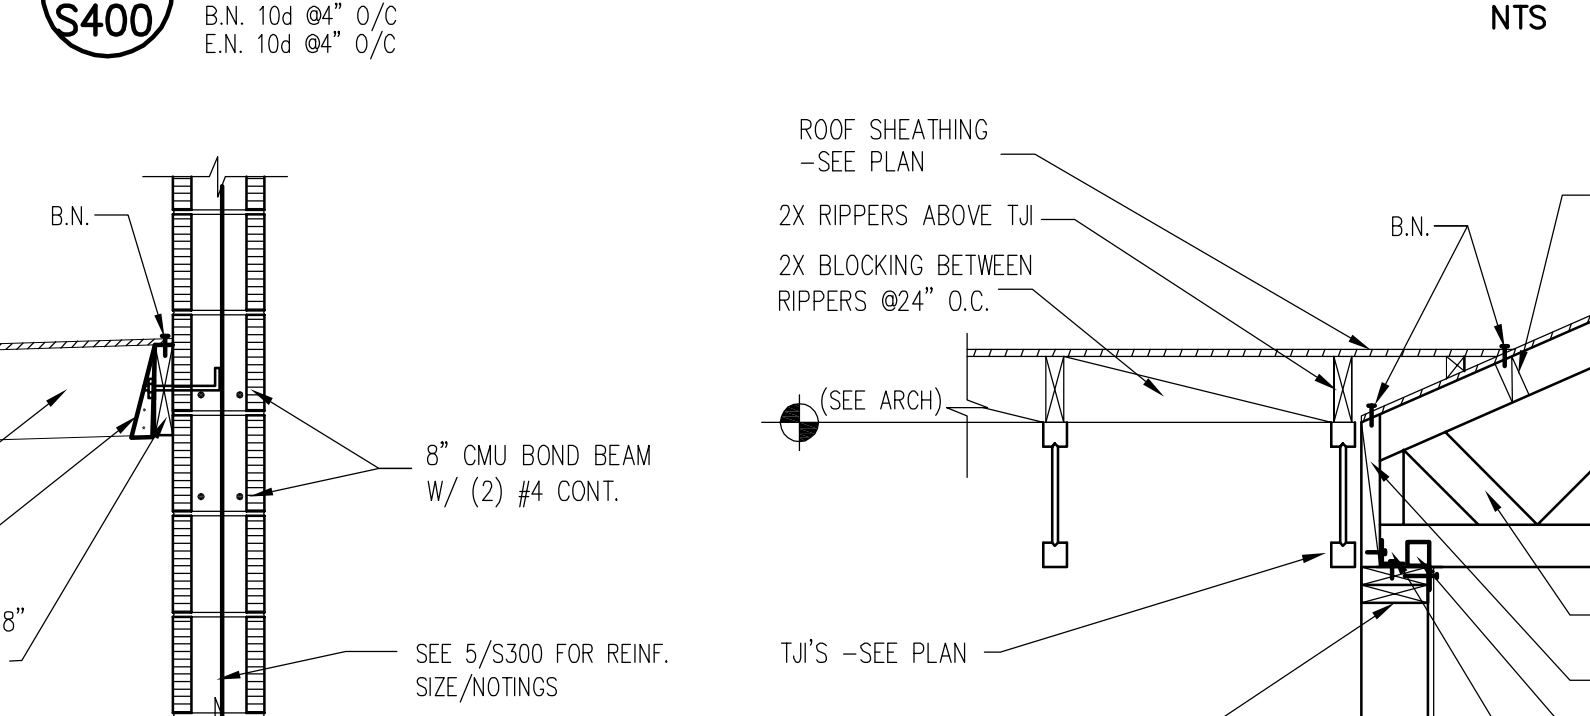 S400
B.N. 10d @4" O/C
E.N. 10d @4" O/C
NTS
B.N.
8" CMU BOND BEAM
W/ (2) #4 CONT.
8"
SEE 5/S300 FOR REINF.
SIZE/NOTINGS
ROOF SHEATHING
-SEE PLAN
2X RIPPERS ABOVE TJI
2X BLOCKING BETWEEN
RIPPERS @24" O.C.
(SEE ARCH)
B.N.
TJI'S -SEE PLAN